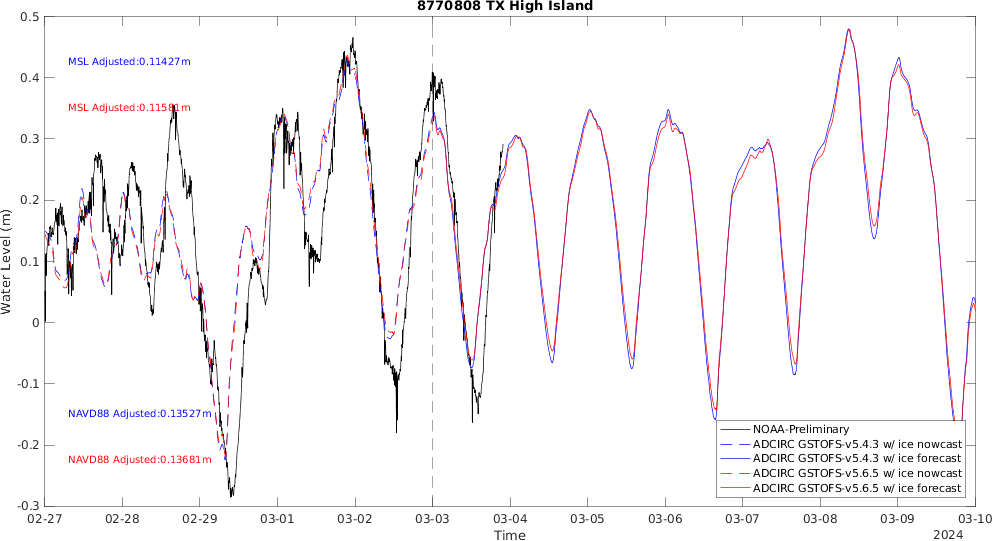 8770808 TX High Island
0.5
0.4
0.3
0.2
0.1
0
-0.1
-0.2
-0.3
Water Level (m)
MSL Adjusted:0.11427m
MSL Adjusted:0.11581m
NAVD88 Adjusted:0.13527m
NAVD88 Adjusted:0.13681m
NOAA-Preliminary
ADCIRC GSTOFS-v5.4.3 w/ ice nowcast
ADCIRC GSTOFS-v5.4.3 w/ ice forecast
ADCIRC GSTOFS-v5.6.5 w/ ice nowcast
ADCIRC GSTOFS-v5.6.5 w/ ice forecast
02-27 02-28 02-29 03-01 03-02 03-03 03-04 03-05 03-06 03-07 03-08 03-09 03-10
Time
2024